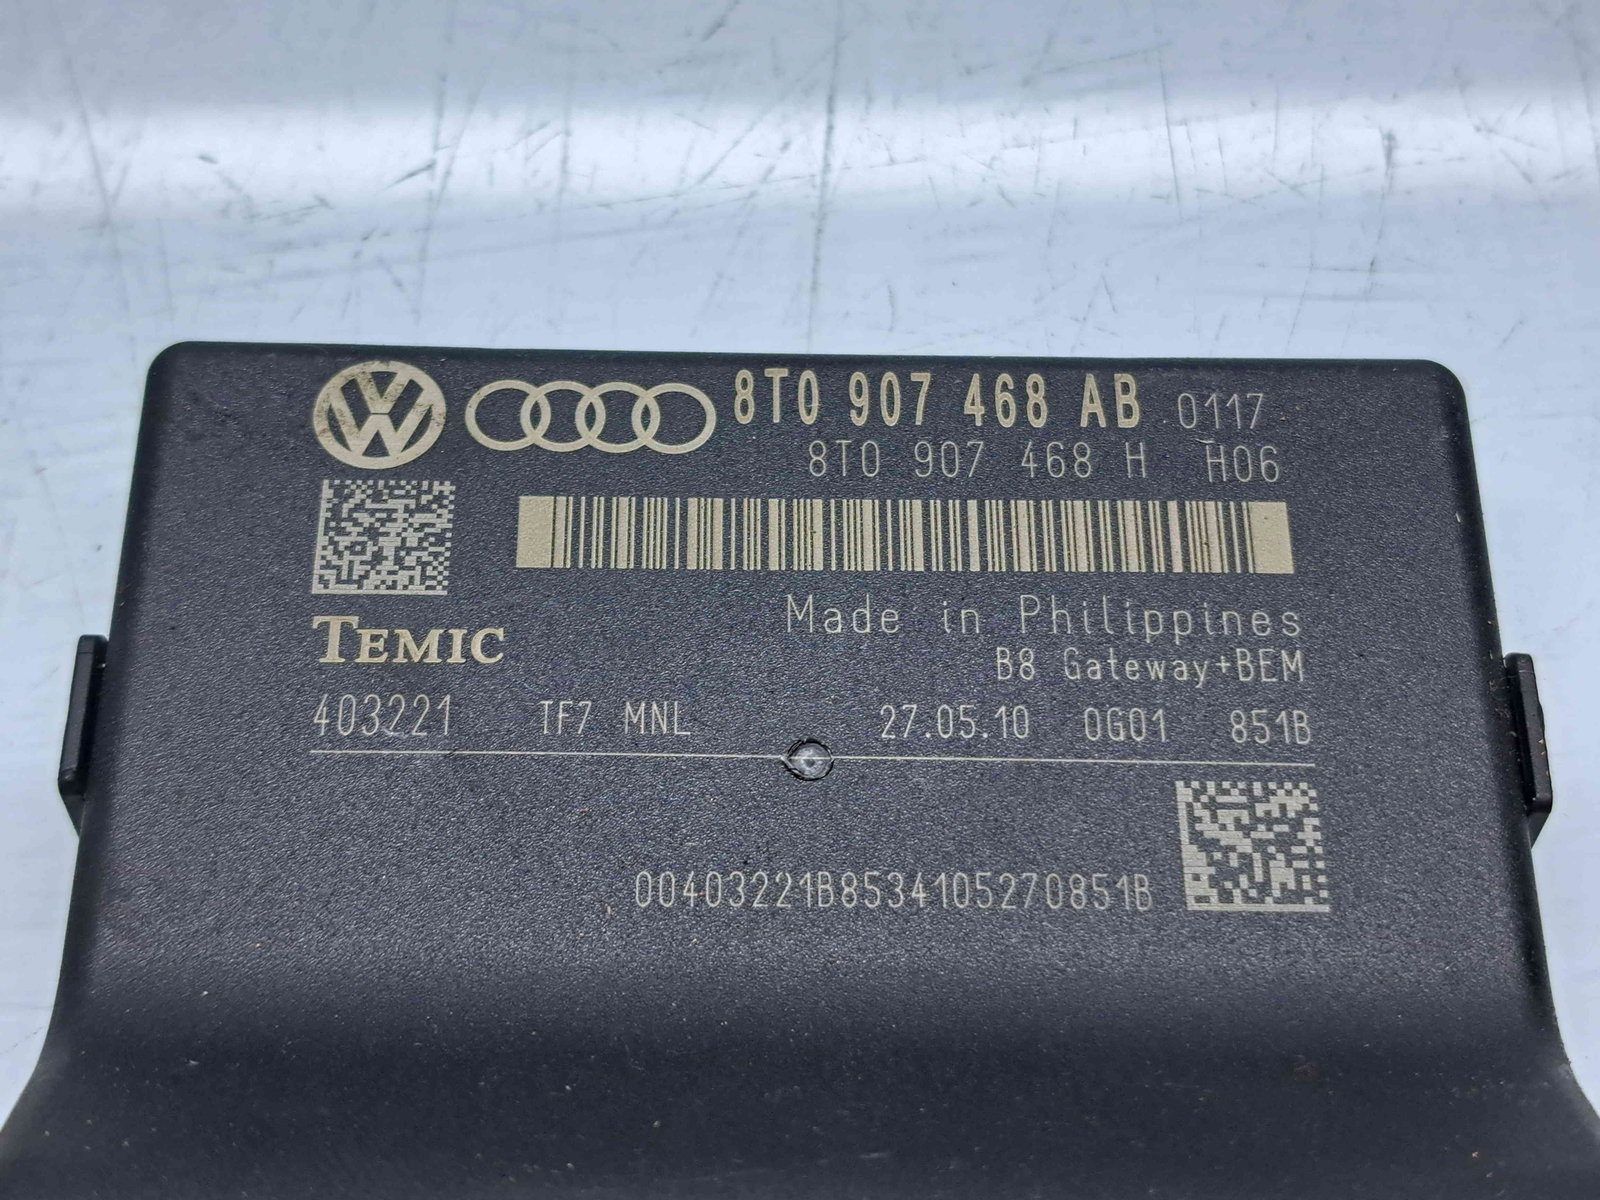 8T0 907 468 AB 0117
8T0 907 468 H H06
Made in Philippines
TEMIC
B8 Gateway+BEM
403221 TF7 MNL 27.05.10 0G01 851B
00403221B8534105270851B